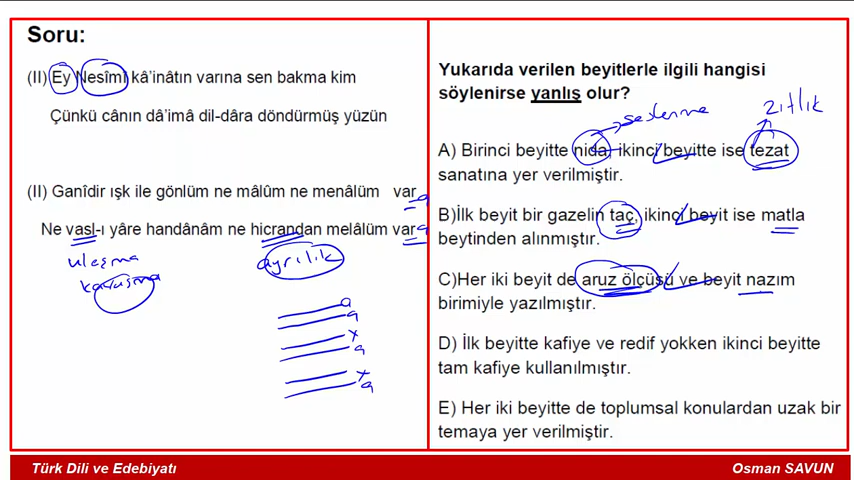 Soru:
(II) Ey Nesîmî kâ'inâtın varına sen bakma kim
Çünkü cânın dâ'imâ dil-dâra döndürmüş yüzün
(II) Ganîdir ışk ile gönlüm ne mâlûm ne menâlüm var
a
Ne vasl-ı yâre handânâm ne hicrandan melâlüm var a
ulaşma
kavuşma
ayrılık
a
a
x
a
x
a
Yukarıda verilen beyitlerle ilgili hangisi
söylenirse yanlış olur?
seslenme
zıtlık
A) Birinci beyitte nida, ikinci beyitte ise tezat
sanatına yer verilmiştir.
B)İlk beyit bir gazelin taç, ikinci beyit ise matla
beytinden alınmıştır.
C)Her iki beyit de aruz ölçüsü ve beyit nazım
birimiyle yazılmıştır.
D) İlk beyitte kafiye ve redif yokken ikinci beyitte
tam kafiye kullanılmıştır.
E) Her iki beyitte de toplumsal konulardan uzak bir
temaya yer verilmiştir.
Türk Dili ve Edebiyatı
Osman SAVUN